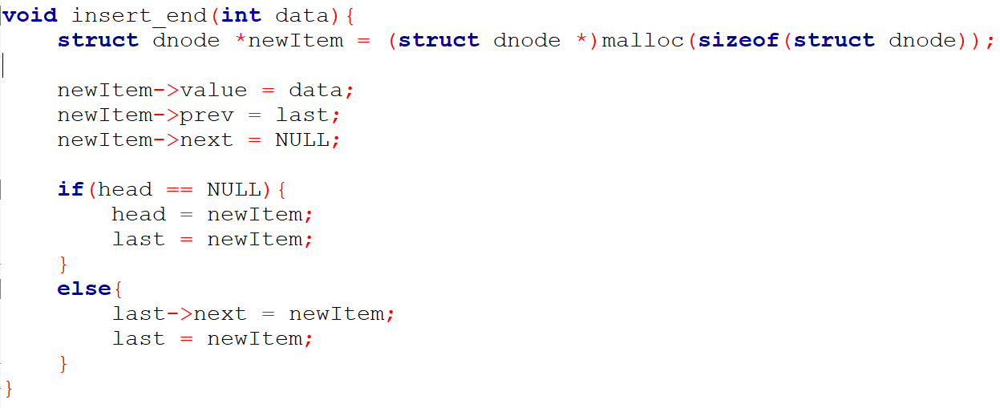 void insert_end(int data){
    struct dnode *newItem = (struct dnode *)malloc(sizeof(struct dnode));
    newItem->value = data;
    newItem->prev = last;
    newItem->next = NULL;
    if(head == NULL){
        head = newItem;
        last = newItem;
    }
    else{
        last->next = newItem;
        last = newItem;
    }
}